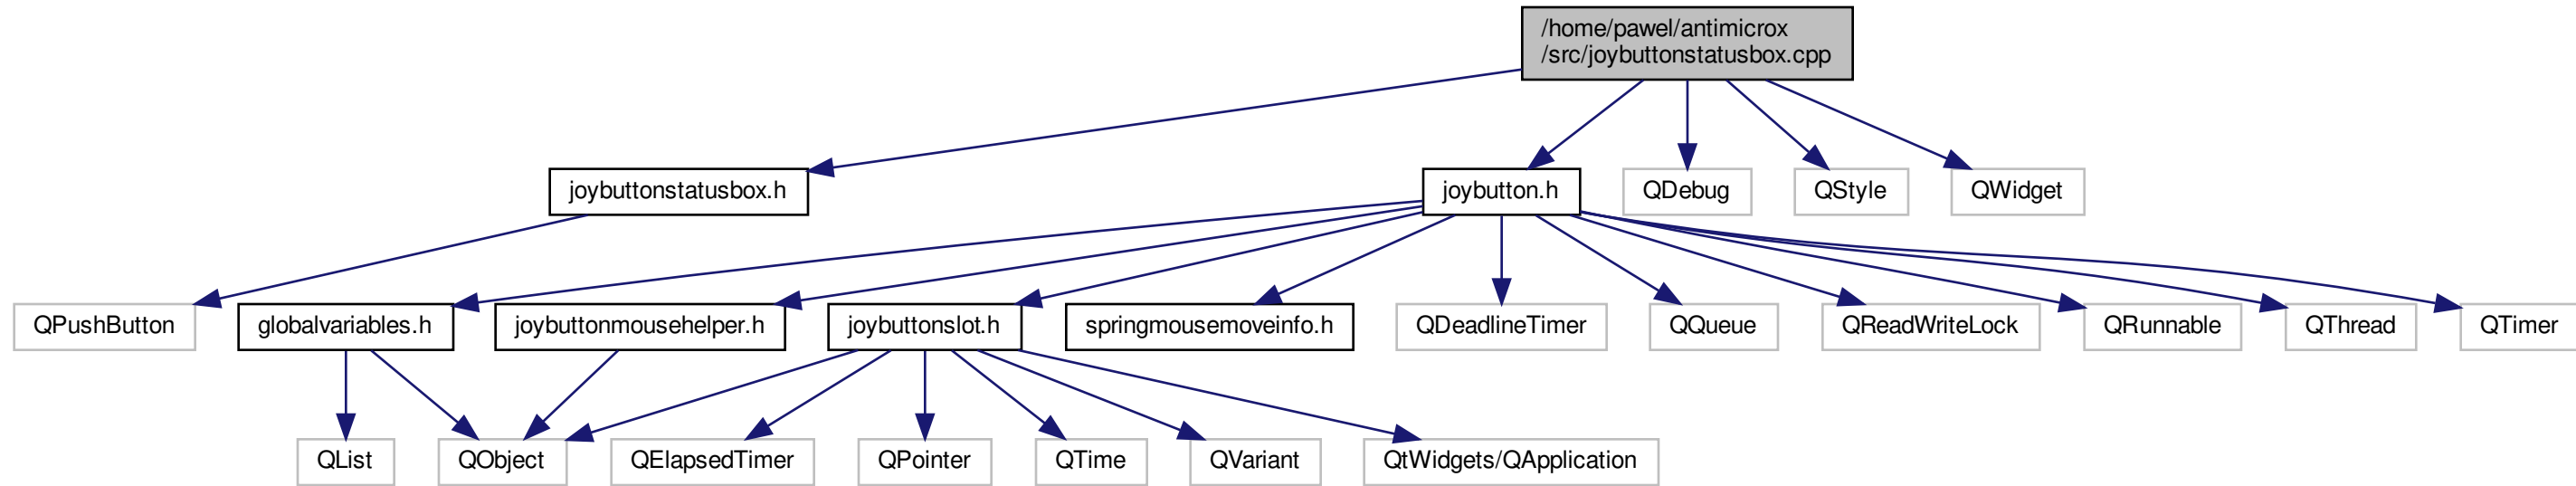 /home/pawel/antimicrox
/src/joybuttonstatusbox.cpp
joybuttonstatusbox.h
joybutton.h
QDebug
QStyle
QWidget
QPushButton
globalvariables.h
joybuttonmousehelper.h
joybuttonslot.h
springmousemoveinfo.h
QDeadlineTimer
QQueue
QReadWriteLock
QRunnable
QThread
QTimer
QList
QObject
QElapsedTimer
QPointer
QTime
QVariant
QtWidgets/QApplication